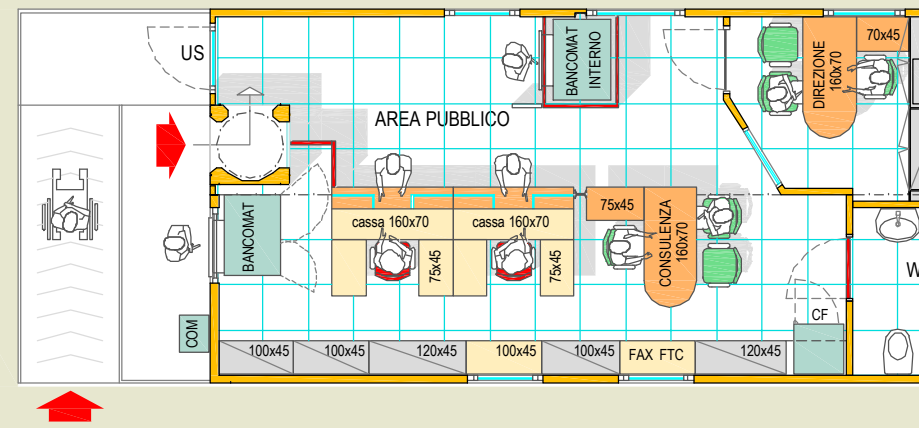 US
BANCOMAT
INTERNO
DIREZIONE
160x70
70x45
AREA PUBBLICO
BANCOMAT
cassa 160x70
cassa 160x70
75x45
75x45
75x45
CONSULENZA
160x70
W
COM
CF
100x45
100x45
120x45
100x45
100x45
FAX FTC
120x45